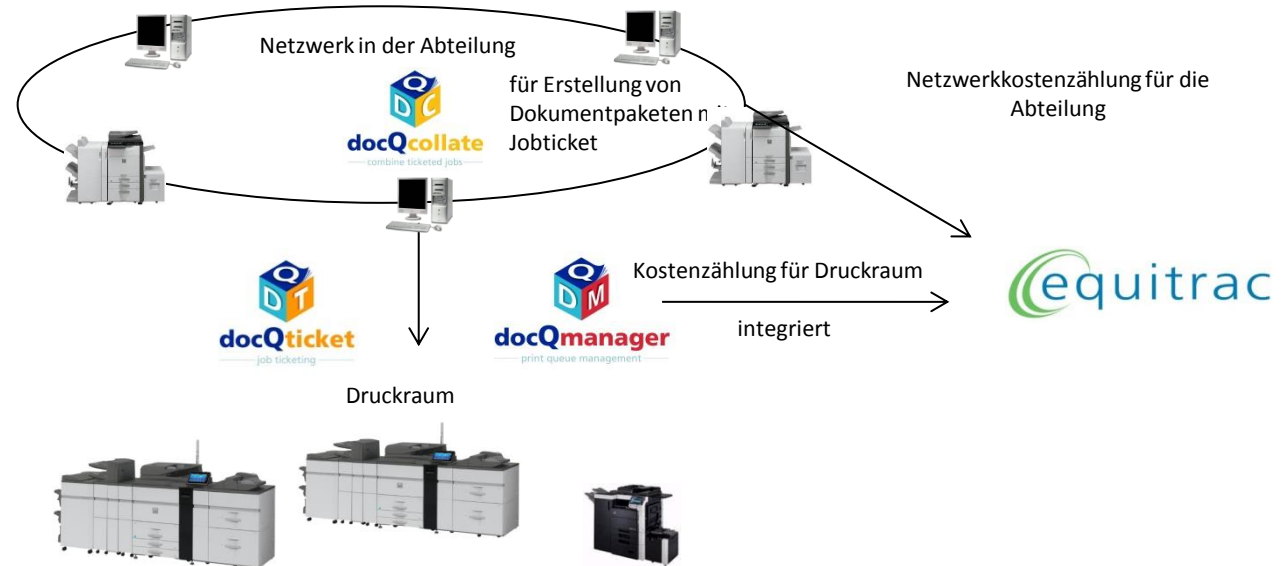 Netzwerk in der Abteilung
für Erstellung von
Dokumentpaketen
Jobticket
Netzwerkkostenzählung für die
Abteilung
Q
D C
docQcollate
combine ticketed jobs
Q
D T
docQticket
job ticketing
Q
D M
docQmanager
print queue management
Kostenzählung für Druckraum
integriert
equitrac
Druckraum